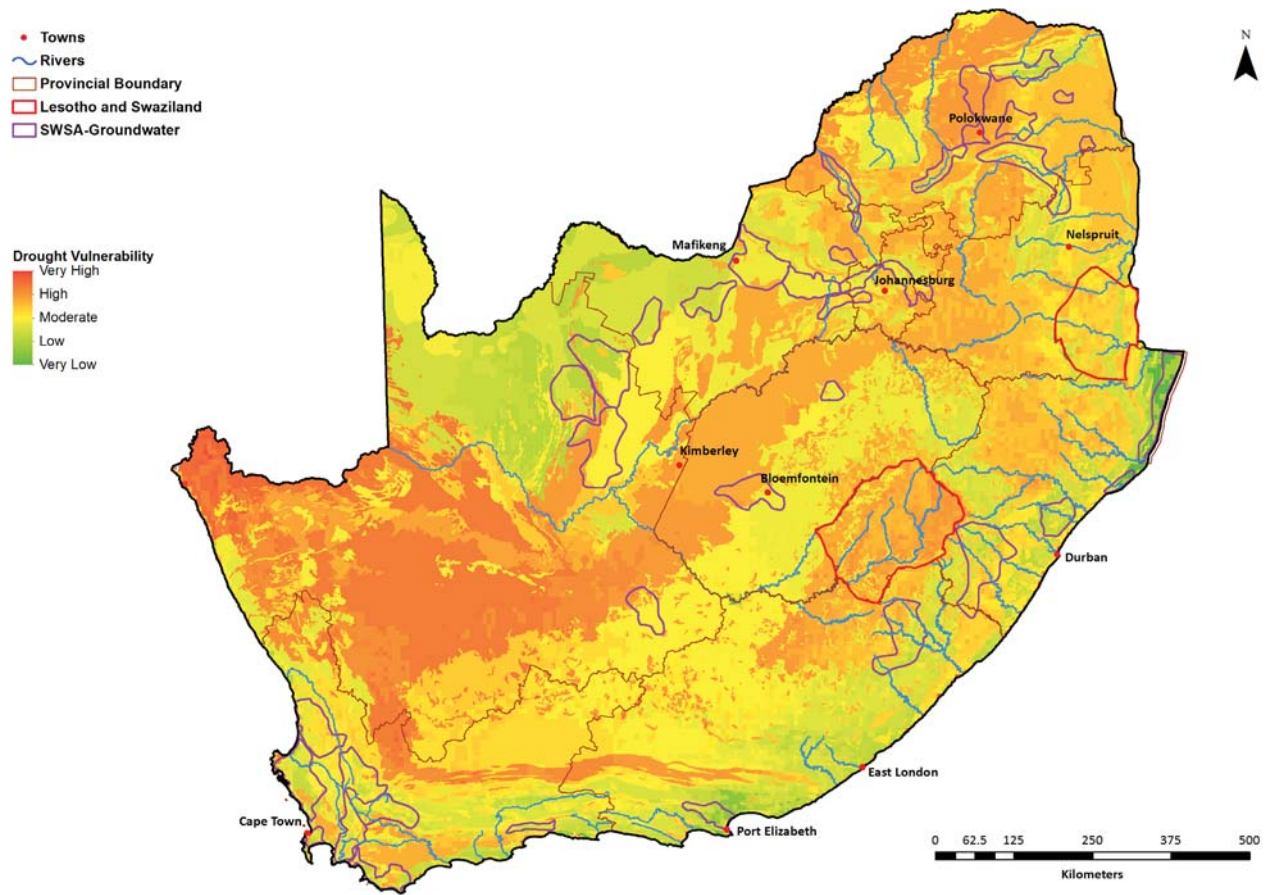 Towns
Rivers
Provincial Boundary
Lesotho and Swaziland
SWSA-Groundwater
N
Drought Vulnerability
Very High
High
Moderate
Low
Very Low
Polokwane
Nelspruit
Mafikeng
Johannesburg
Kimberley
Bloemfontein
Durban
East London
Cape Town
Port Elizabeth
0 62.5 125 250 375 500
Kilometers